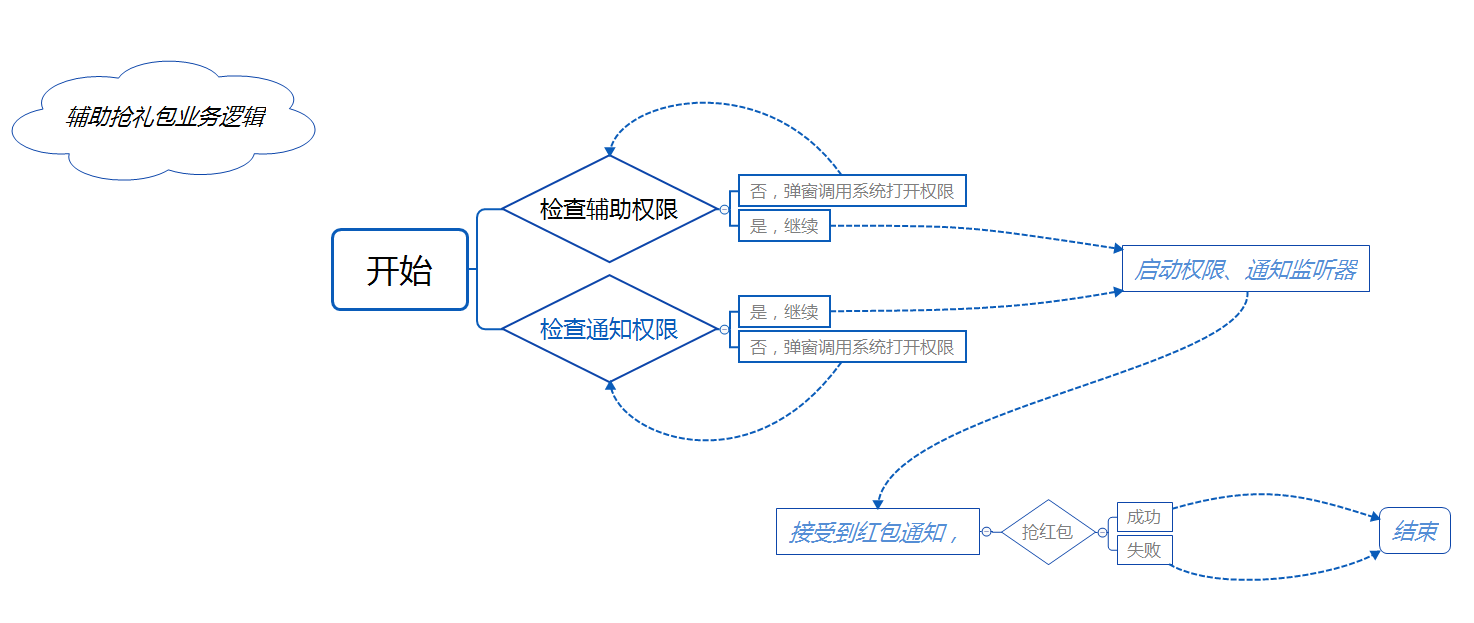 辅助抢礼包业务逻辑
开始
检查辅助权限
否，弹窗调用系统打开权限
是，继续
检查通知权限
是，继续
否，弹窗调用系统打开权限
启动权限、通知监听器
接受到红包通知，
抢红包
成功
失败
结束